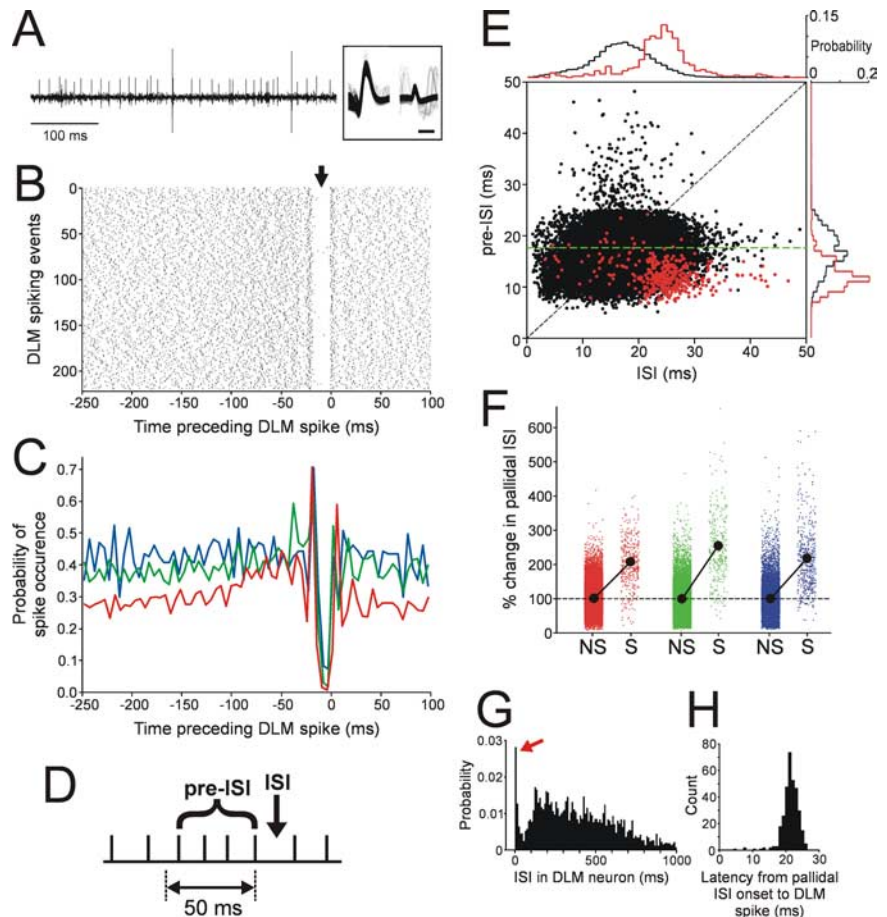 A
100 ms
B
DLM spiking events
0
50
100
150
200
-250 -200 -150 -100 -50 0 50 100
Time preceding DLM spike (ms)
C
Probability of
spike occurence
0.7
0.6
0.5
0.4
0.3
0.2
0.1
0.0
-250 -200 -150 -100 -50 0 50 100
Time preceding DLM spike (ms)
D
pre-ISI
ISI
50 ms
E
0.15
Probability
0
0.2
pre-ISI (ms)
50
40
30
20
10
0
0 10 20 30 40 50
ISI (ms)
F
% change in pallidal ISI
600
500
400
300
200
100
0
NS S NS S NS S
G
Probability
0.03
0.02
0.01
0
0 500 1000
ISI in DLM neuron (ms)
H
Count
80
60
40
20
0
0 10 20 30
Latency from pallidal
ISI onset to DLM
spike (ms)